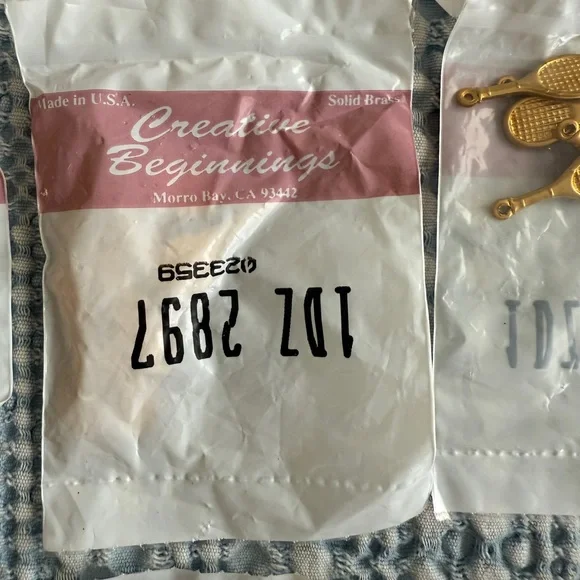 Made in U.S.A.
Solid Brass
Creative
Beginnings
Morro Bay, CA 93442
023359
1DZ 2897